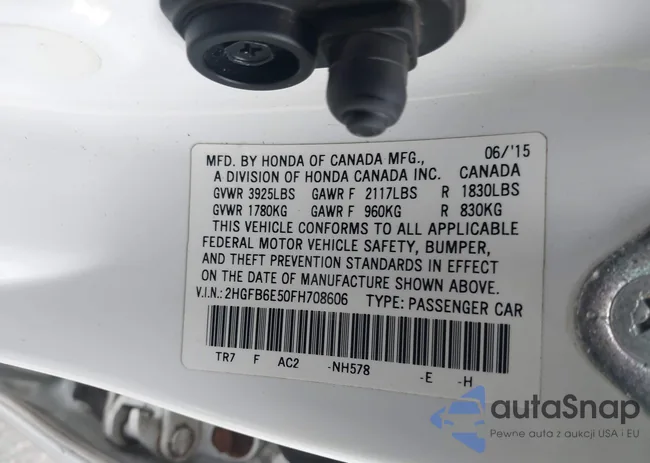 MFD. BY HONDA OF CANADA MFG., 06/'15
A DIVISION OF HONDA CANADA INC. CANADA
GVWR 3925LBS GAWR F 2117LBS R 1830LBS
GVWR 1780KG GAWR F 960KG R 830KG
THIS VEHICLE CONFORMS TO ALL APPLICABLE
FEDERAL MOTOR VEHICLE SAFETY, BUMPER,
AND THEFT PREVENTION STANDARDS IN EFFECT
ON THE DATE OF MANUFACTURE SHOWN ABOVE.
V.I.N.: 2HGFB6E50FH708606 TYPE: PASSENGER CAR
TR7 F AC2 -NH578 -E -H
autaSnap
Pewne auta z aukcji USA i EU